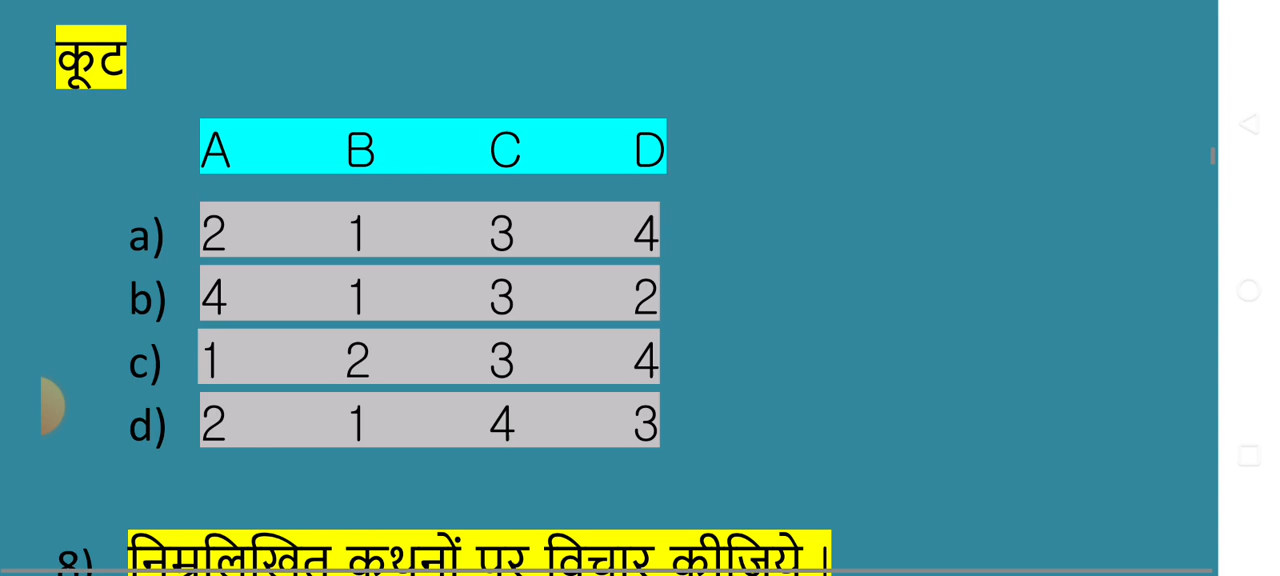 कूट
A B C D
a) 2 1 3 4
b) 4 1 3 2
c) 1 2 3 4
d) 2 1 4 3
8) निम्नलिखित कथनों पर विचार कीजिये ।